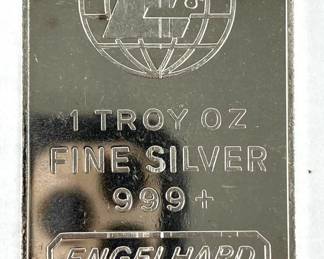 1 TROY OZ
FINE SILVER
999+
ENGELHARD